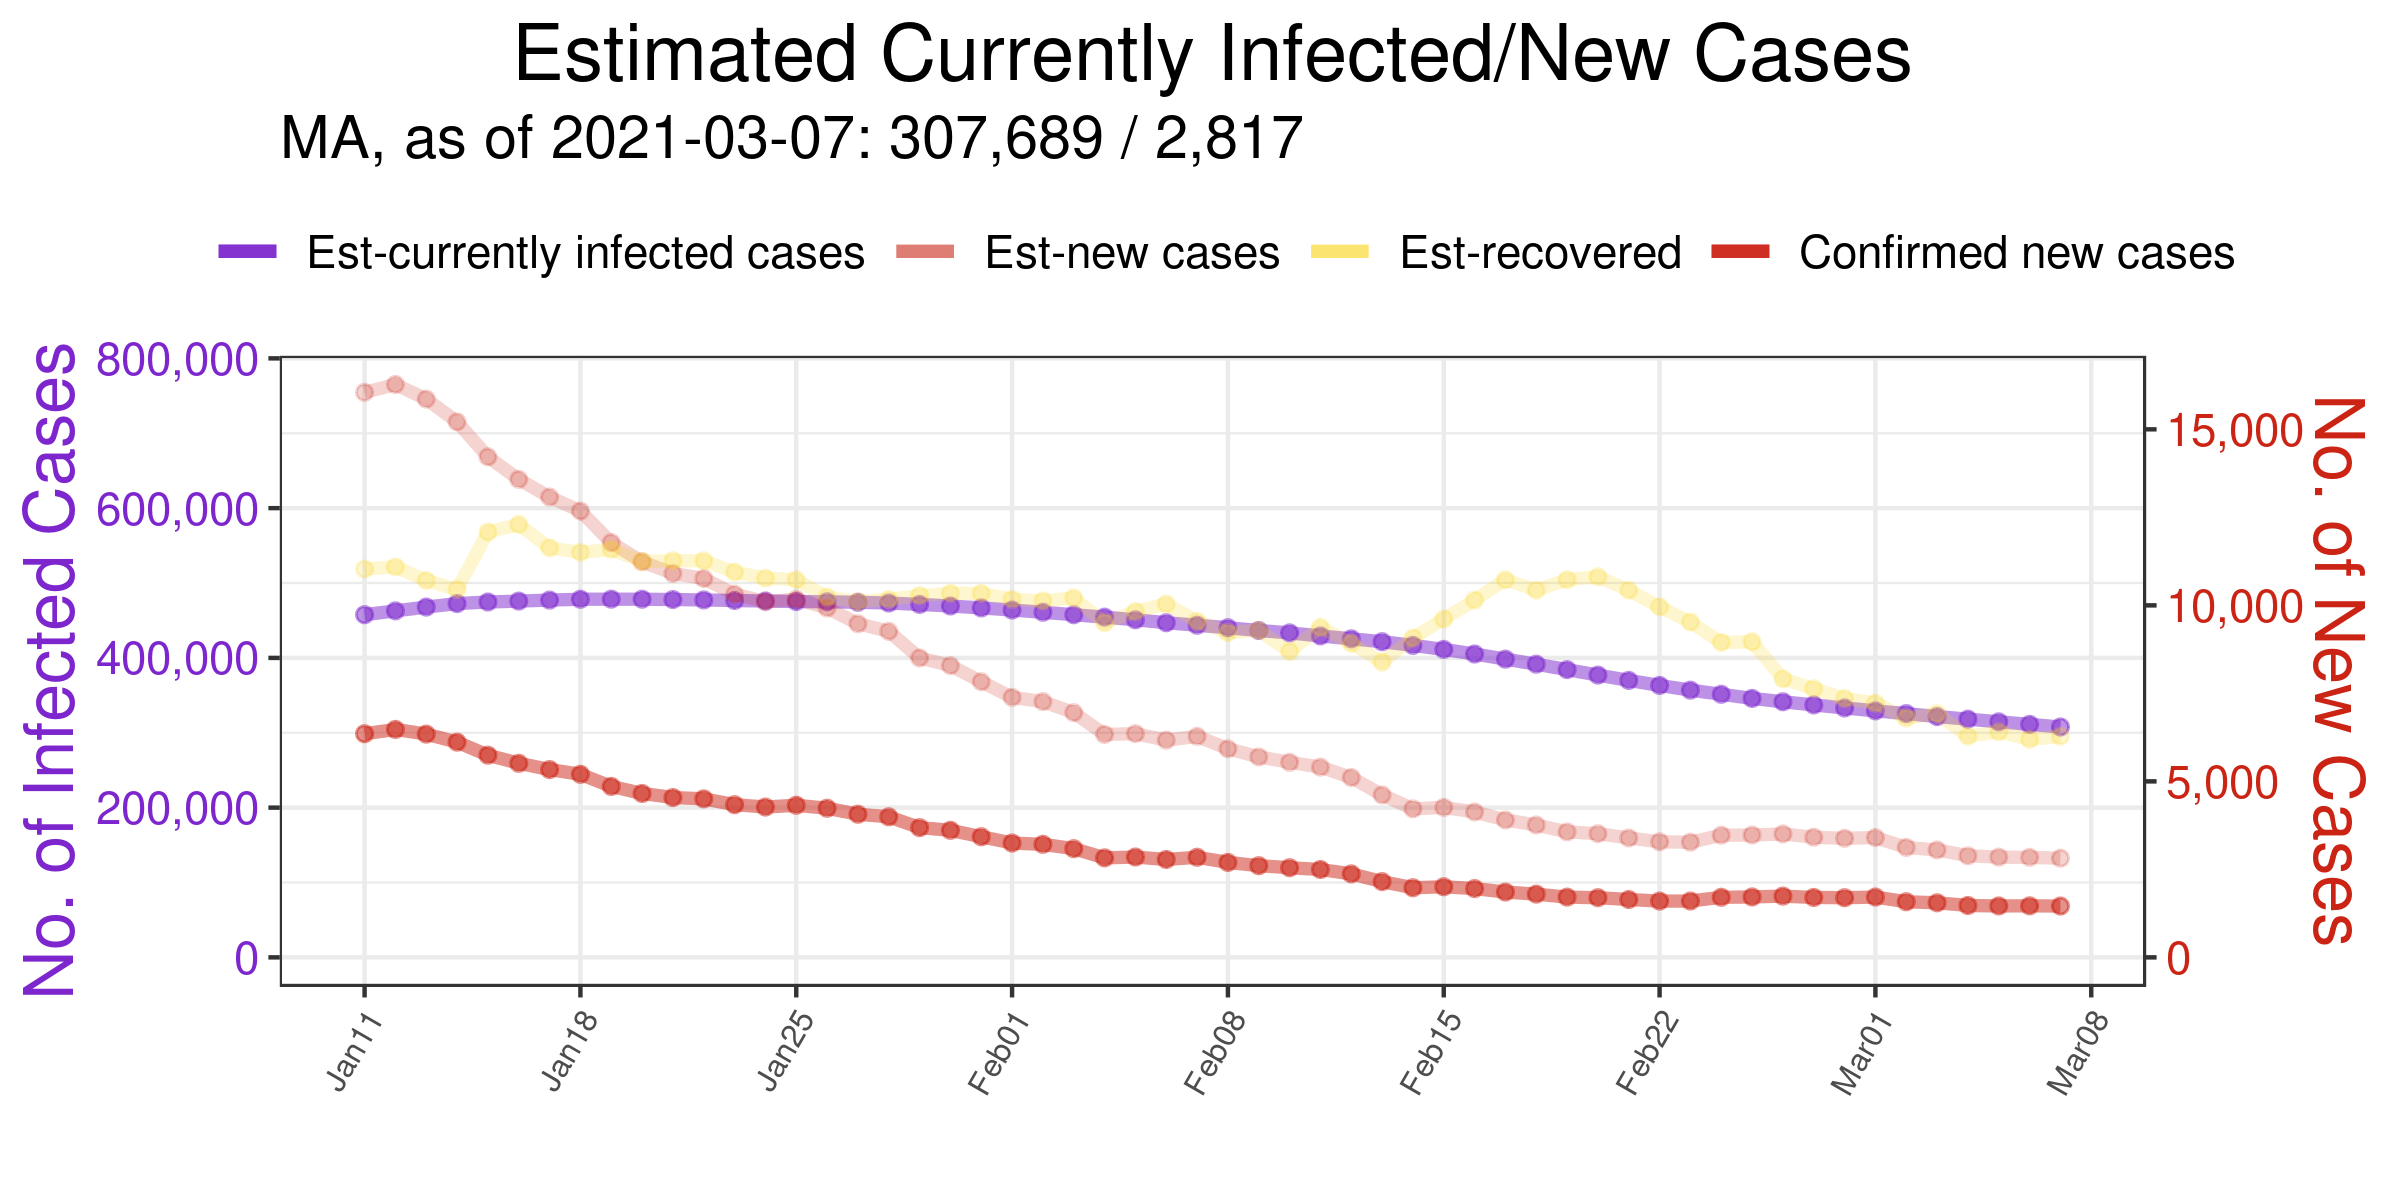 Estimated Currently Infected/New Cases
MA, as of 2021-03-07: 307,689 / 2,817
Est-currently infected cases Est-new cases Est-recovered Confirmed new cases
No. of Infected Cases
800,000
600,000
400,000
200,000
0
15,000
10,000
5,000
0
No. of New Cases
Jan11 Jan18 Jan25 Feb01 Feb08 Feb15 Feb22 Mar01 Mar08